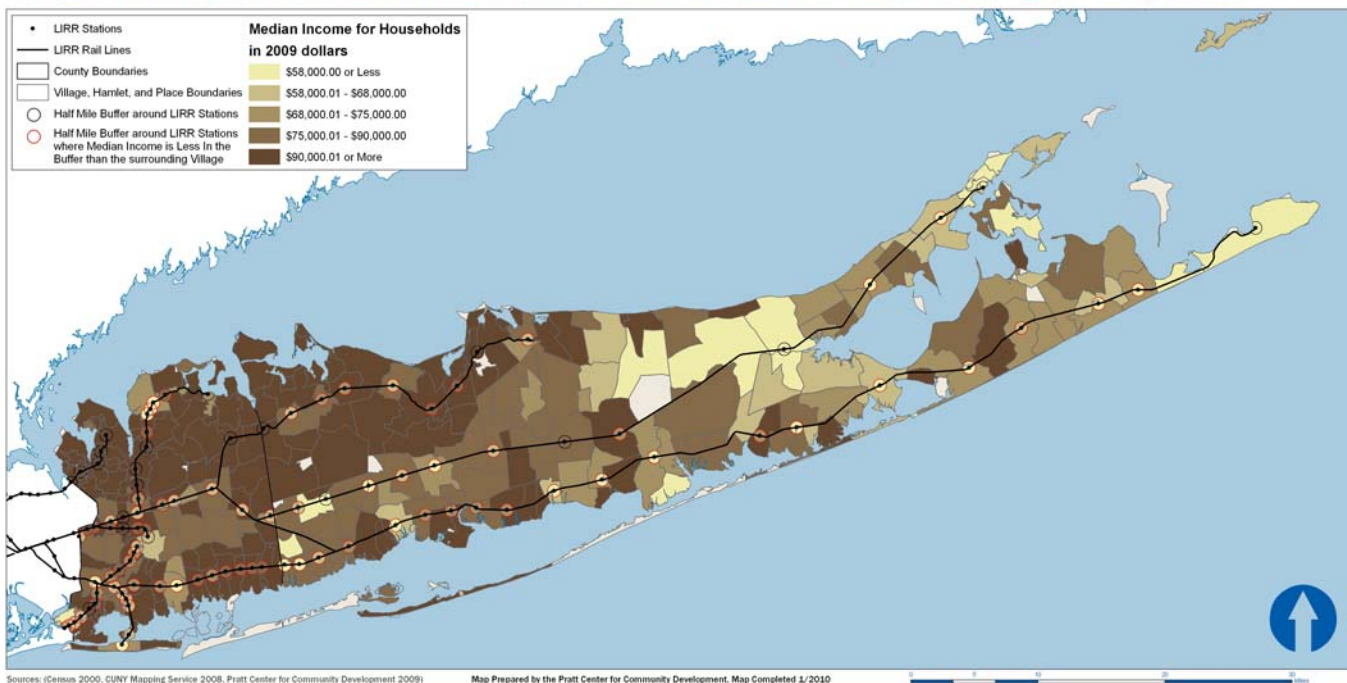 LIRR Stations
LIRR Rail Lines
County Boundaries
Village, Hamlet, and Place Boundaries
Half Mile Buffer around LIRR Stations
Half Mile Buffer around LIRR Stations
where Median Income is Less In the
Buffer than the surrounding Village
Median Income for Households
in 2009 dollars
$58,000.00 or Less
$58,000.01 - $68,000.00
$68,000.01 - $75,000.00
$75,000.01 - $90,000.00
$90,000.01 or More
Sources: (Census 2000, CUNY Mapping Service 2008, Pratt Center for Community Development 2009)
Map Prepared by the Pratt Center for Community Development, Map Completed 1/2010
0 5 10 20 30
Miles